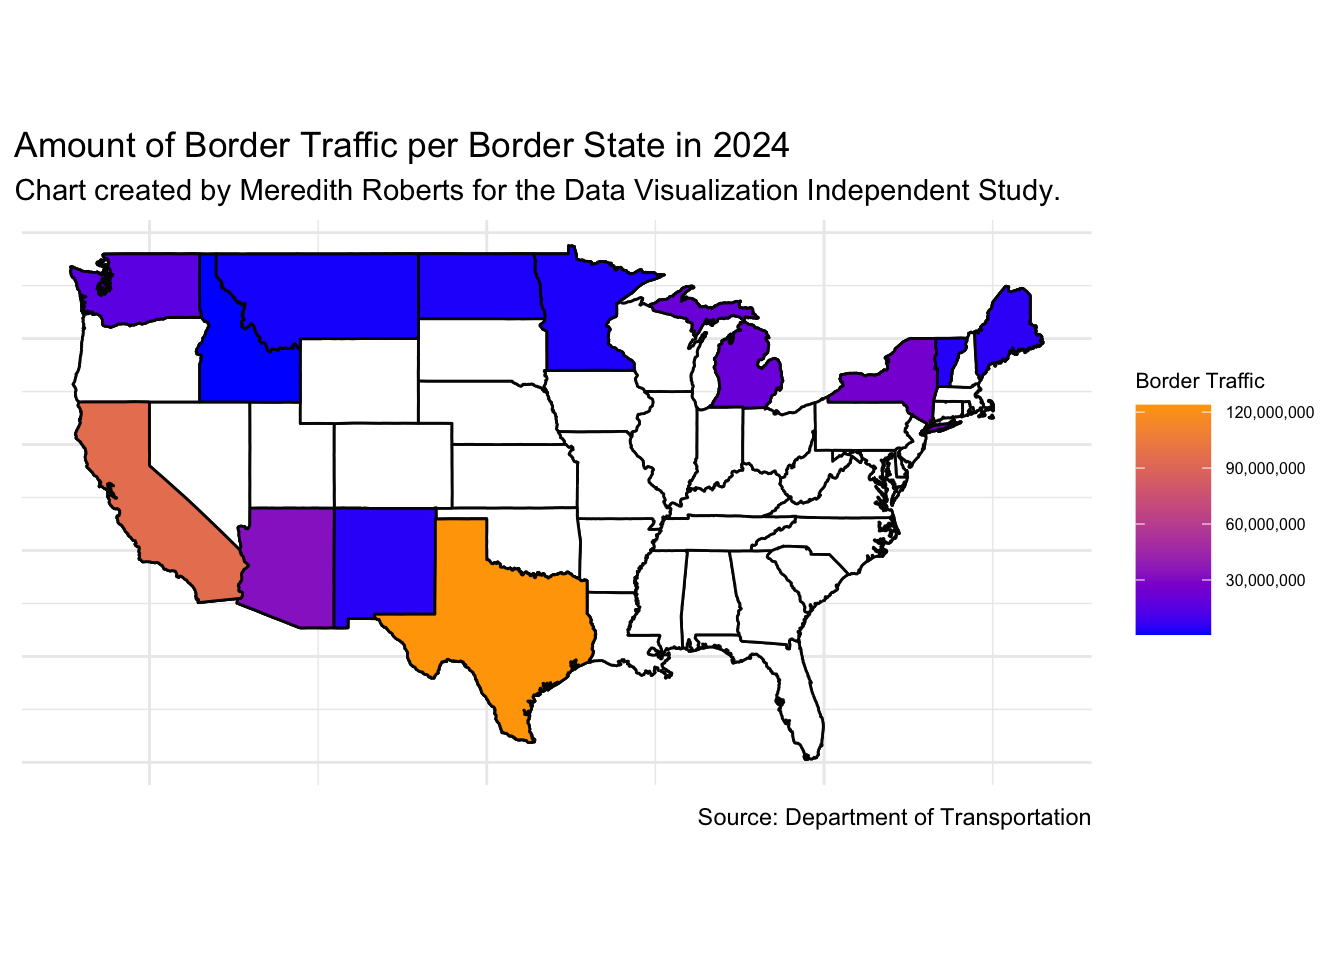 Amount of Border Traffic per Border State in 2024
Chart created by Meredith Roberts for the Data Visualization Independent Study.
Border Traffic
120,000,000
90,000,000
60,000,000
30,000,000
Source: Department of Transportation